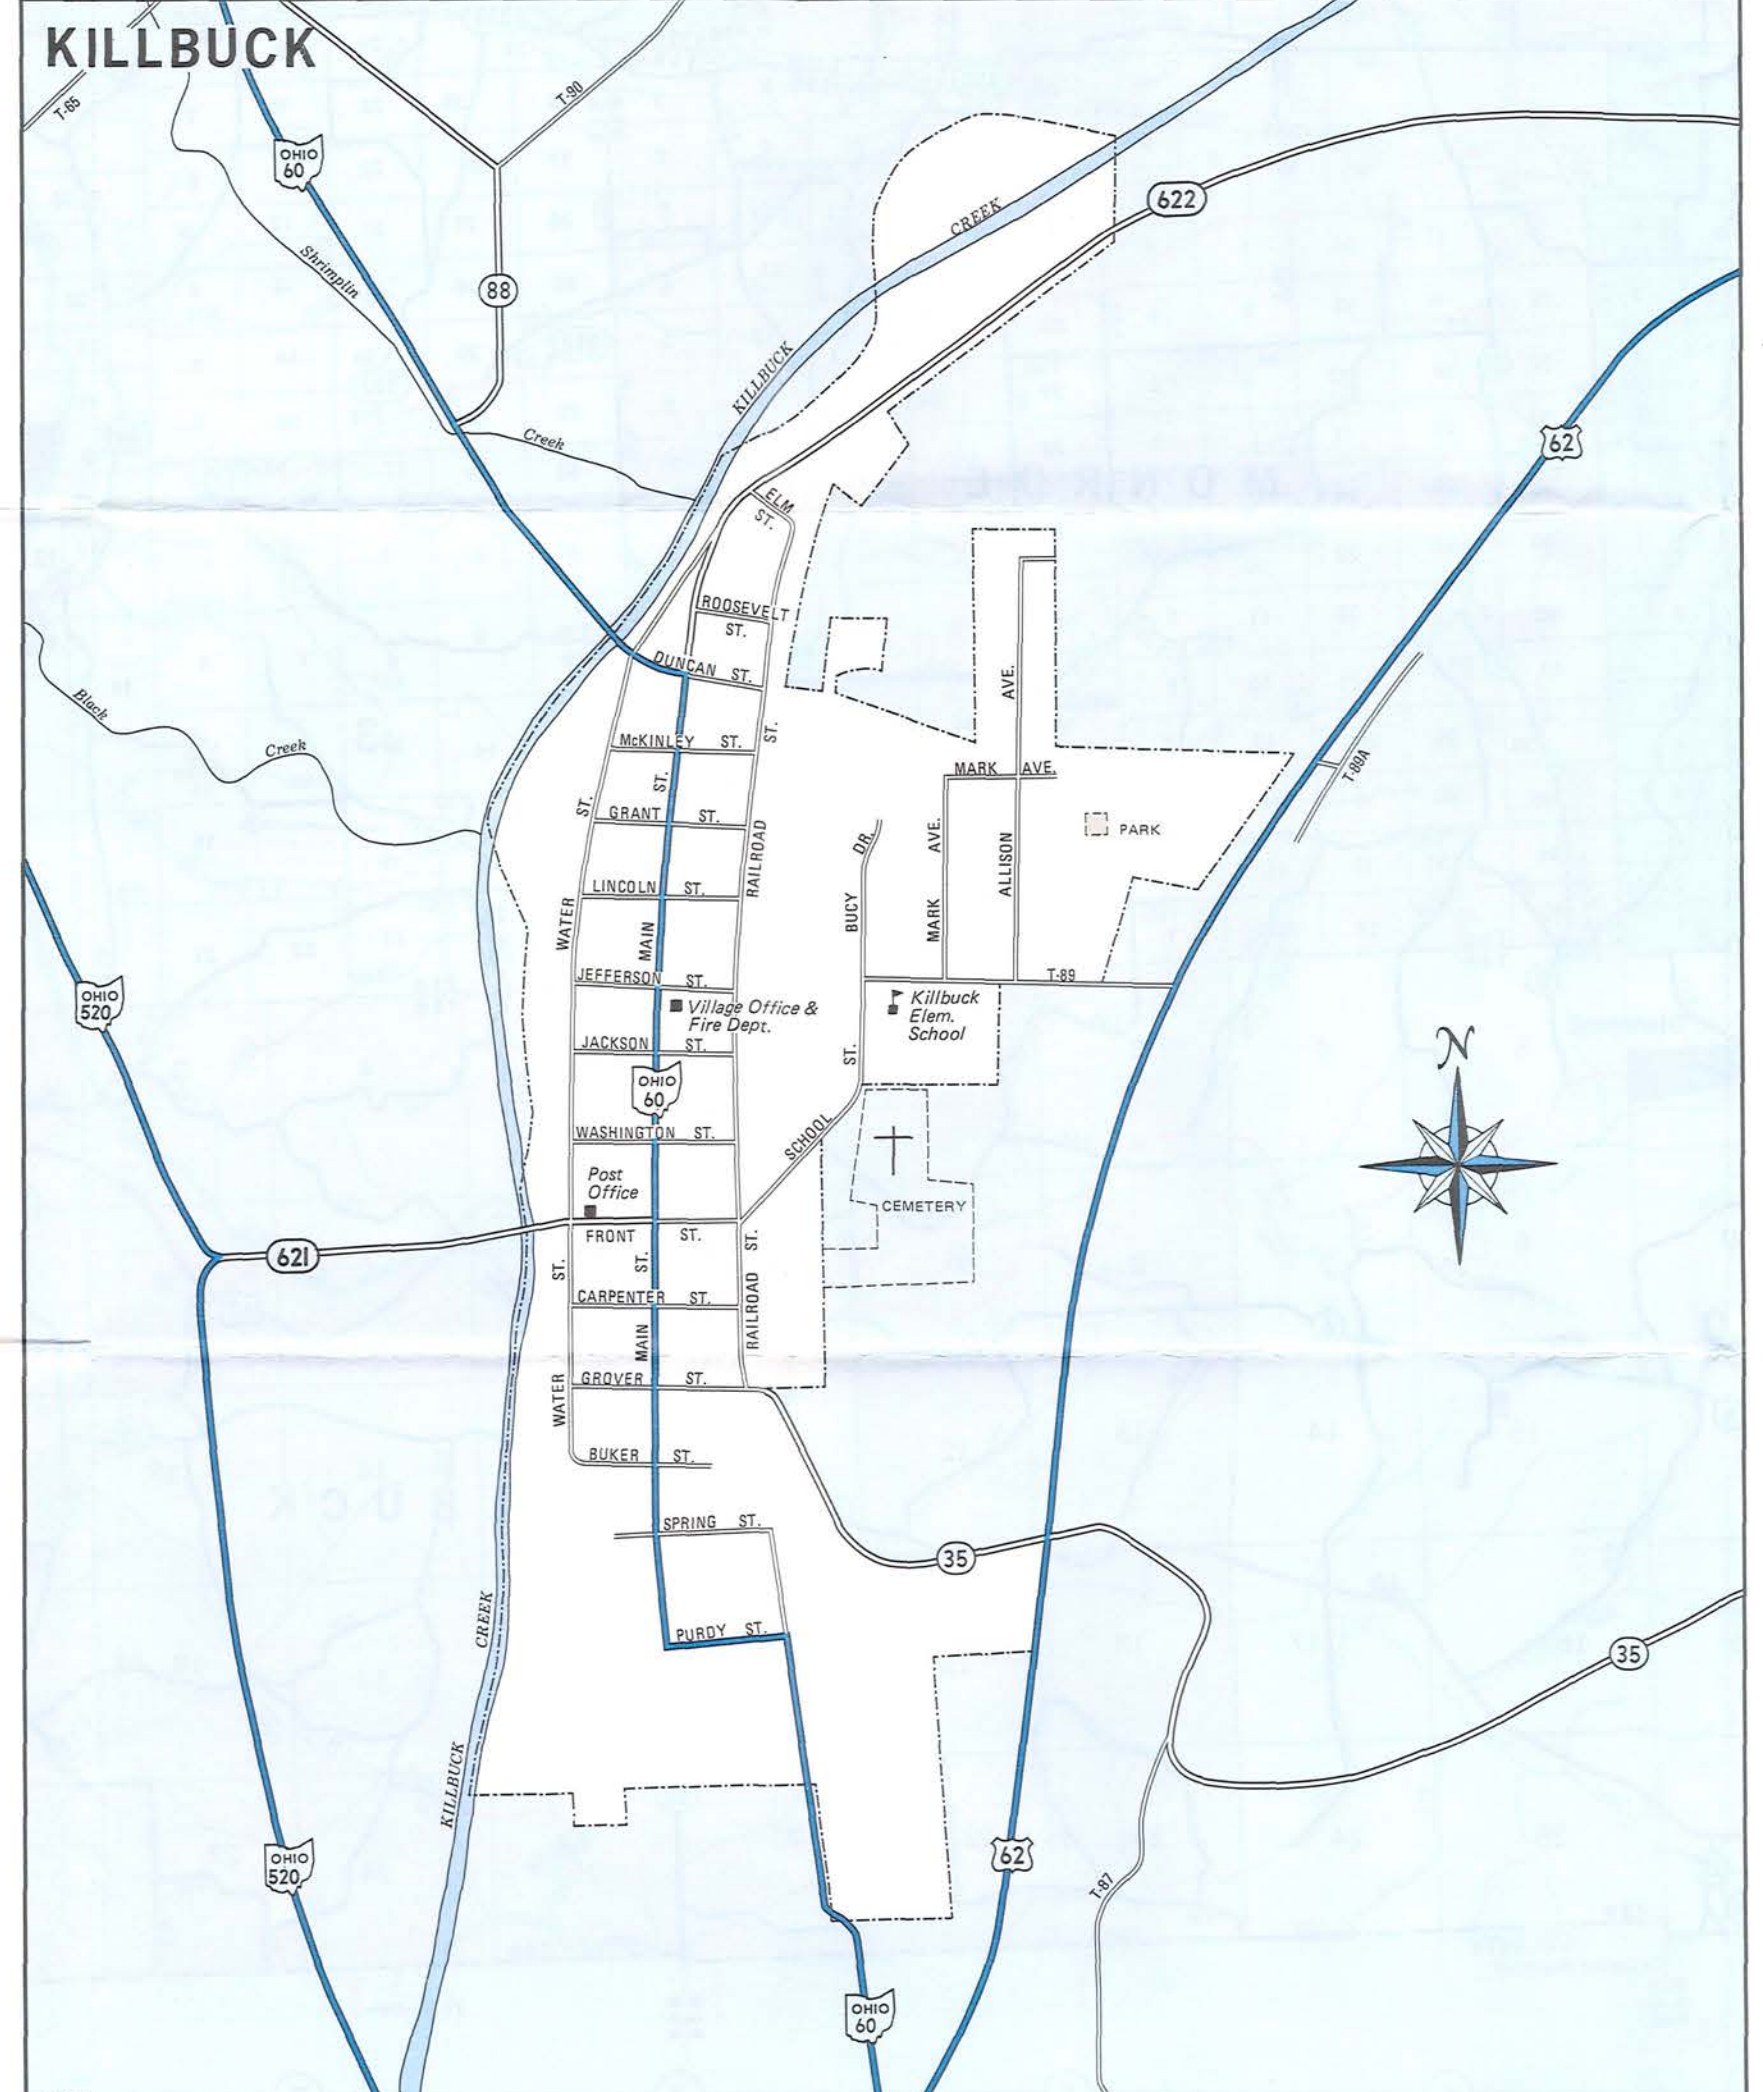 KILLBUCK
T-65
T-90
OHIO
60
88
Shrimplin
Creek
CREEK
622
KILLBUCK
62
ELM
ST.
ROOSEVELT
ST.
DUNCAN ST.
Black
Creek
McKINLEY ST.
ST.
ST.
AVE.
MARK AVE.
T-89A
ST.
GRANT ST.
RAILROAD
DR.
AVE.
ALLISON
PARK
LINCOLN ST.
WATER
MAIN
BUCY
MARK
JEFFERSON ST.
T-89
OHIO
520
Village Office &
Fire Dept.
Killbuck
Elem.
School
JACKSON ST.
ST.
N
OHIO
60
WASHINGTON ST.
SCHOOL
Post
Office
CEMETERY
621
FRONT ST.
ST.
ST.
ST.
CARPENTER ST.
RAILROAD
MAIN
GROVER ST.
WATER
BUKER ST.
SPRING ST.
35
CREEK
PURDY ST.
35
KILLBUCK
OHIO
520
62
T-87
OHIO
60